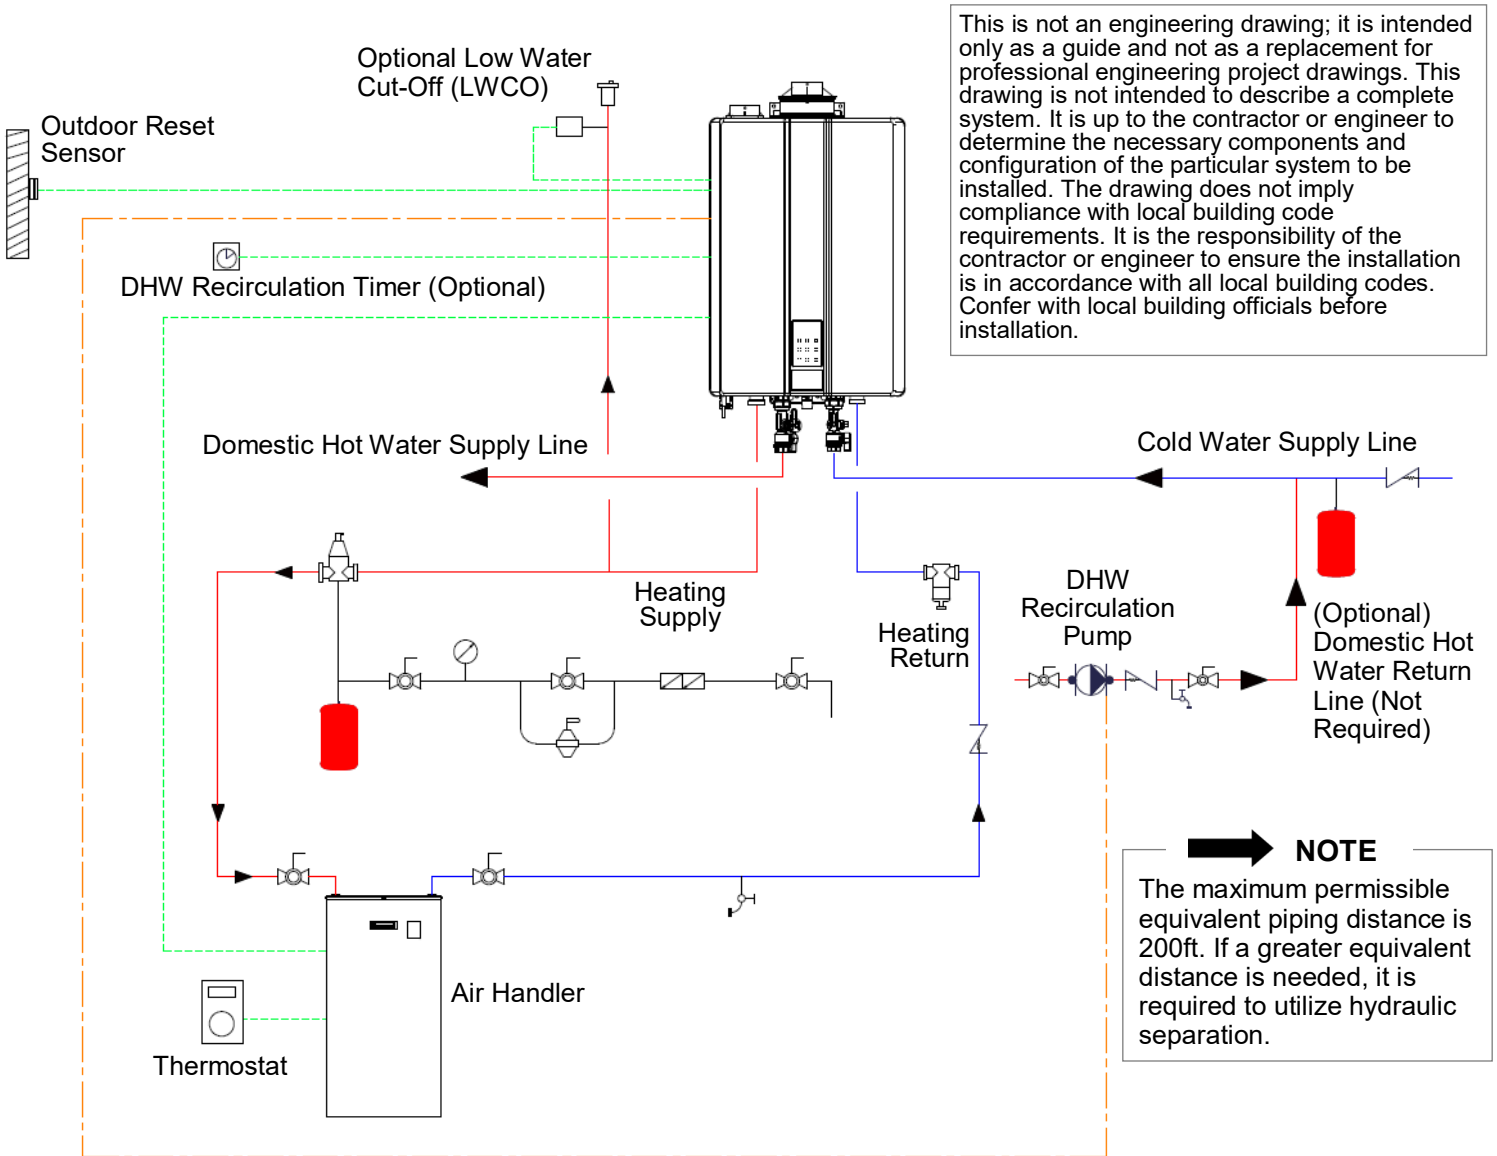 This is not an engineering drawing; it is intended
only as a guide and not as a replacement for
professional engineering project drawings. This
drawing is not intended to describe a complete
system. It is up to the contractor or engineer to
determine the necessary components and
configuration of the particular system to be
installed. The drawing does not imply
compliance with local building code
requirements. It is the responsibility of the
contractor or engineer to ensure the installation
is in accordance with all local building codes.
Confer with local building officials before
installation.
Optional Low Water
Cut-Off (LWCO)
Outdoor Reset
Sensor
DHW Recirculation Timer (Optional)
Domestic Hot Water Supply Line
Cold Water Supply Line
Heating
Supply
Heating
Return
DHW
Recirculation
Pump
(Optional)
Domestic Hot
Water Return
Line (Not
Required)
NOTE
The maximum permissible
equivalent piping distance is
200ft. If a greater equivalent
distance is needed, it is
required to utilize hydraulic
separation.
Air Handler
Thermostat